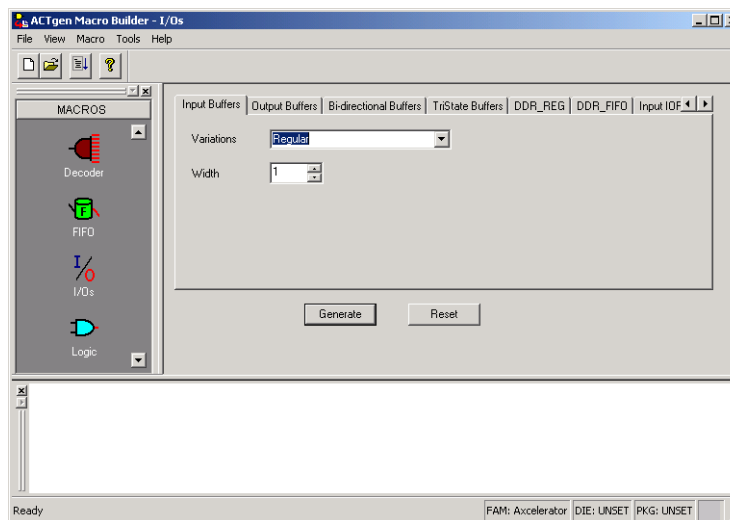 ACTgen Macro Builder - I/Os
File View Macro Tools Help
MACROS
Decoder
F
FIFO
I/O
I/Os
Logic
Input Buffers Output Buffers Bi-directional Buffers TriState Buffers DDR_REG DDR_FIFO Input
Variations Regular
Width 1
Generate Reset
Ready FAM: Axcelerator DIE: UNSET PKG: UNSET